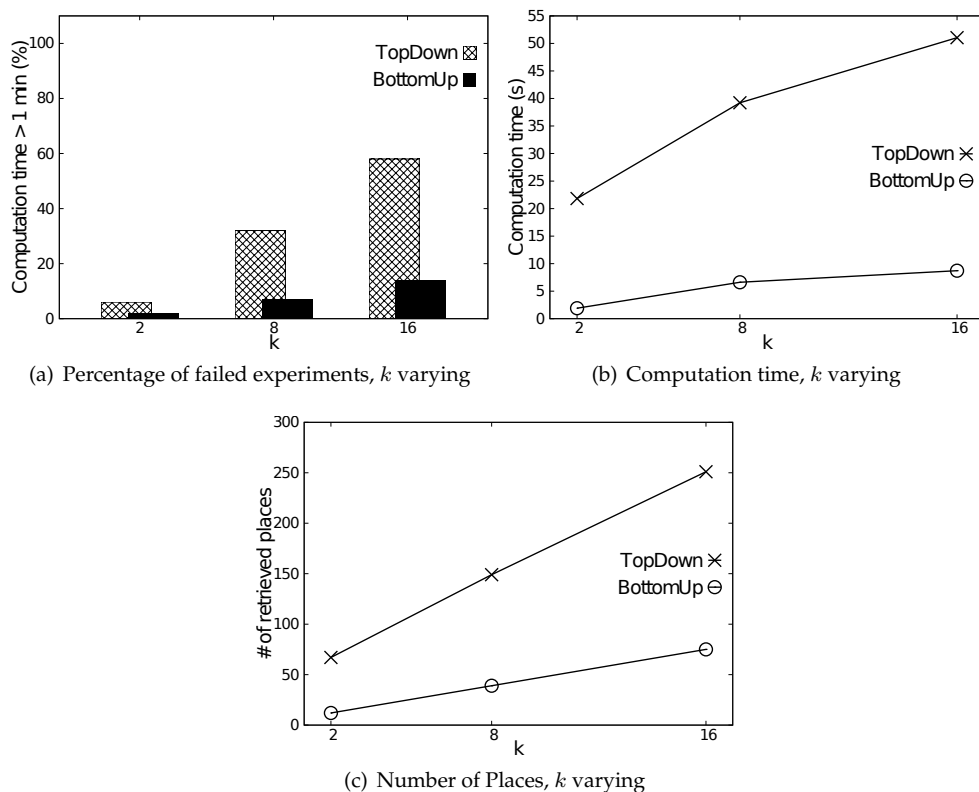 Computation time > 1 min (%)
100
80
60
40
20
0
TopDown
BottomUp
2
8
16
k
(a) Percentage of failed experiments, k varying
Computation time (s)
55
50
45
40
35
30
25
20
15
10
5
0
TopDown
BottomUp
2
8
16
k
(b) Computation time, k varying
# of retrieved places
300
250
200
150
100
50
0
TopDown
BottomUp
2
8
16
k
(c) Number of Places, k varying